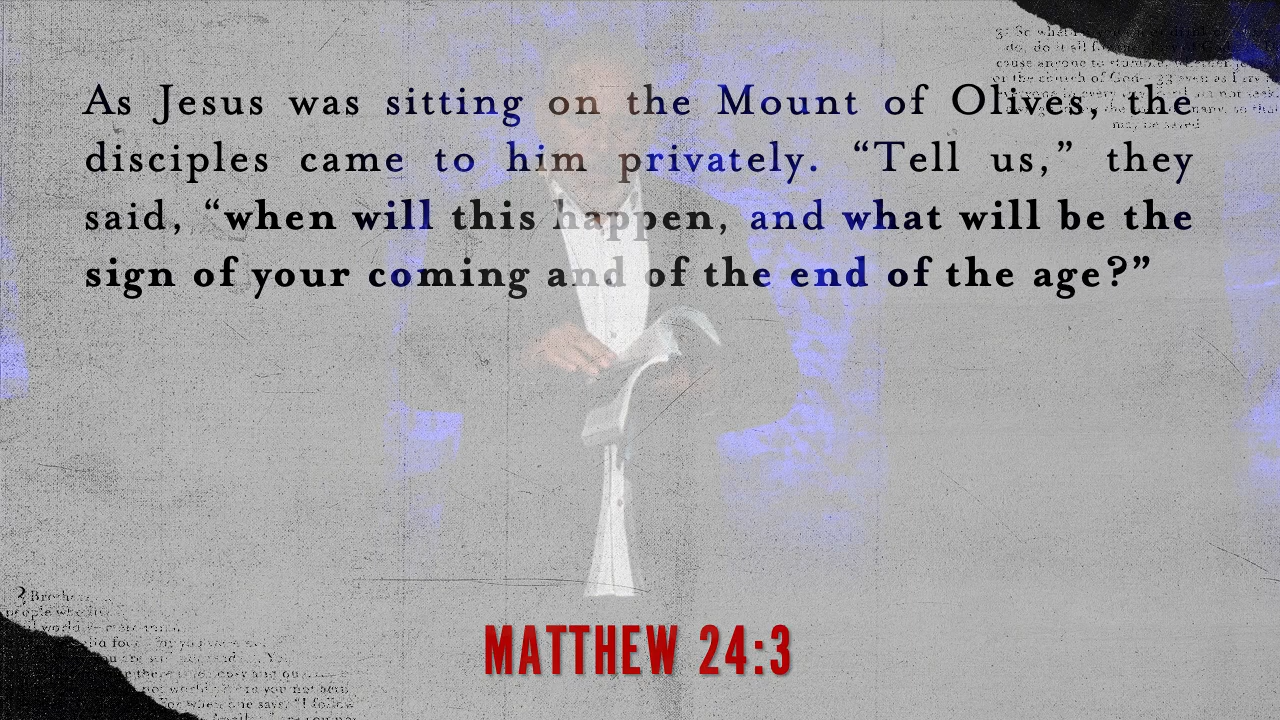 As Jesus was sitting on the Mount of Olives, the
disciples came to him privately. “Tell us,” they
said, “when will this happen, and what will be the
sign of your coming and of the end of the age?”
MATTHEW 24:3